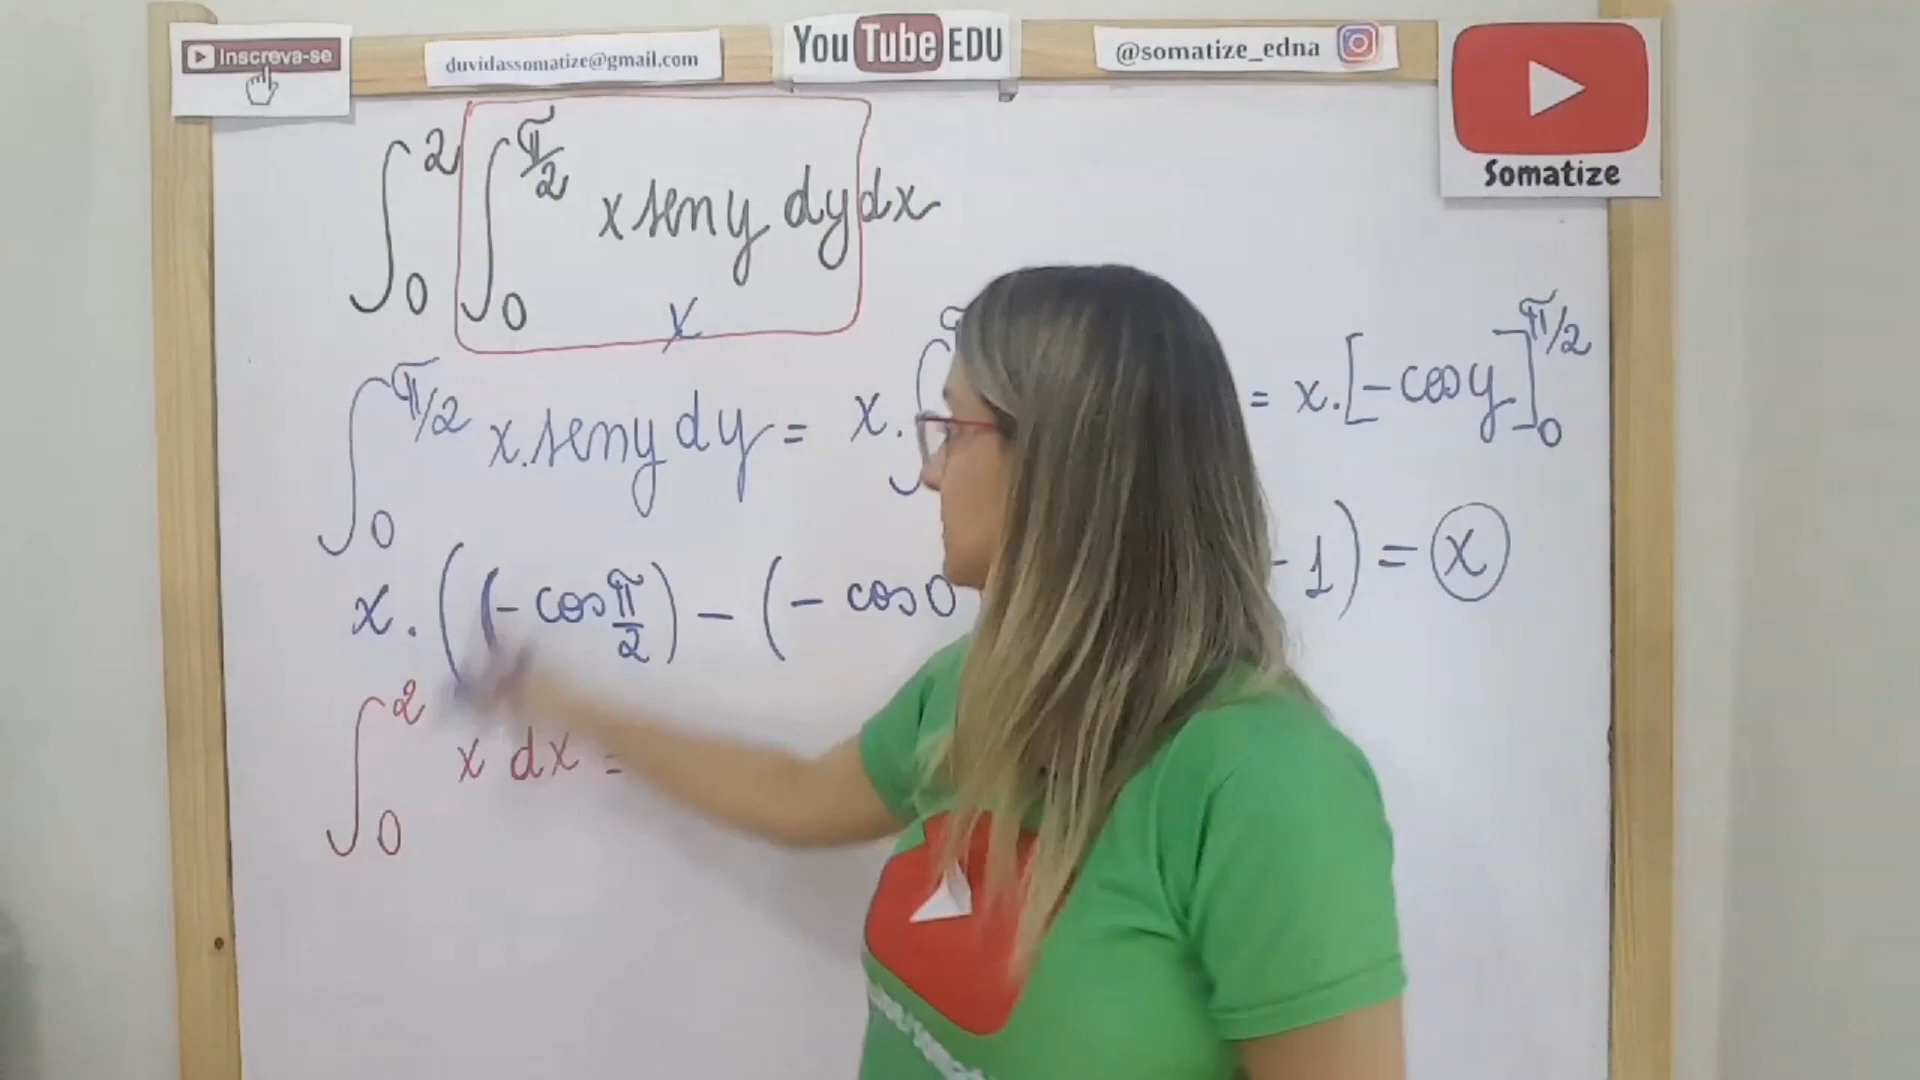 Inscreva-se
duvidassomatize@gmail.com
YouTube EDU
@somatize_edna
Somatize
∫₀² ∫₀^(π/2) x sen y dy dx
x
∫₀^(π/2) x.sen y dy = x. ∫ = x.[-cos y]₀^(π/2)
x.((-cos π/2) - (-cos 0 -1) = x
∫₀² x dx =